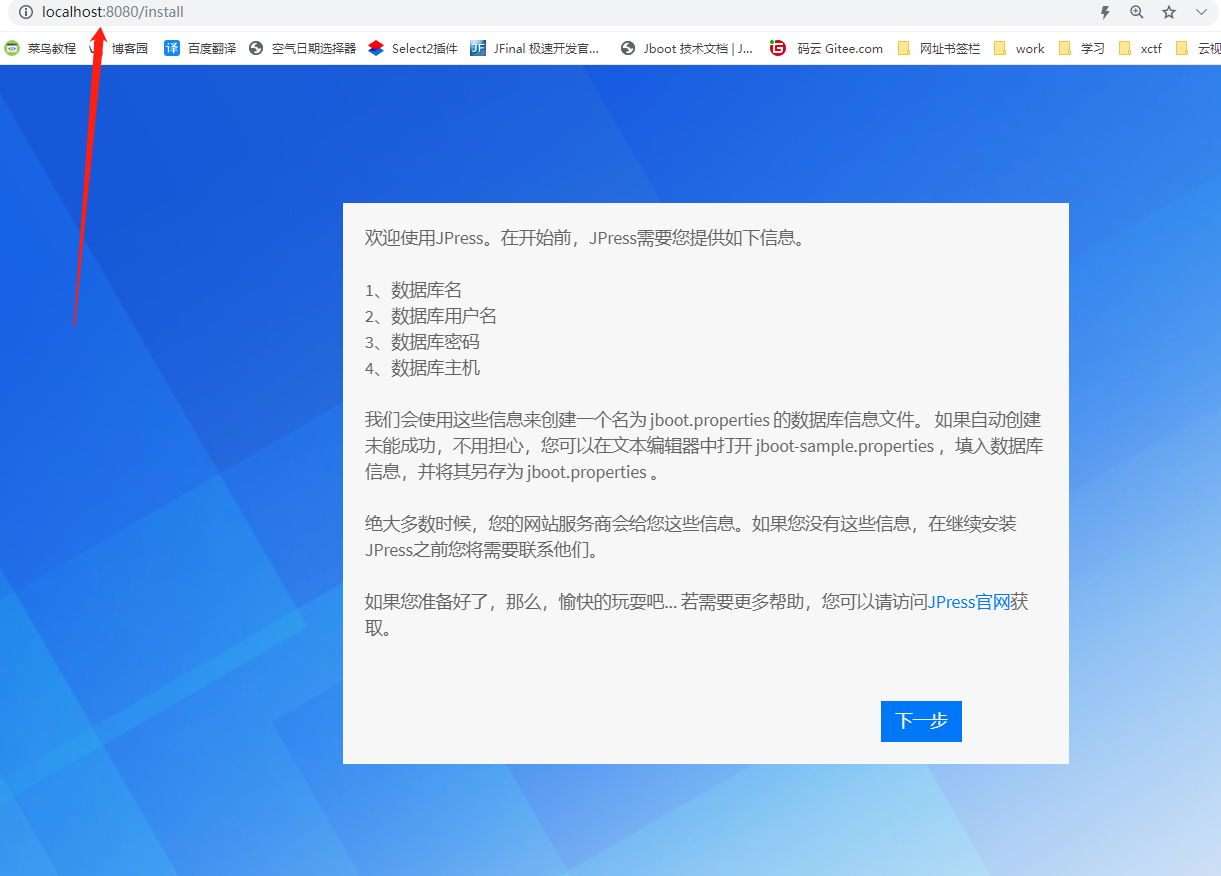 localhost:8080/install
菜鸟教程 博客园 译 百度翻译 空气日期选择器 Select2插件 JF JFinal 极速开发官... Jboot 技术文档 | J... 码云 Gitee.com 网址书签栏 work 学习 xctf 云视
欢迎使用JPress。在开始前，JPress需要您提供如下信息。
1、数据库名
2、数据库用户名
3、数据库密码
4、数据库主机
我们会使用这些信息来创建一个名为 jboot.properties 的数据库信息文件。 如果自动创建
未能成功，不用担心，您可以在文本编辑器中打开 jboot-sample.properties ，填入数据库
信息，并将其另存为 jboot.properties 。
绝大多数时候，您的网站服务商会给您这些信息。如果您没有这些信息，在继续安装
JPress之前您将需要联系他们。
如果您准备好了，那么，愉快的玩耍吧... 若需要更多帮助，您可以请访问JPress官网获
取。
下一步